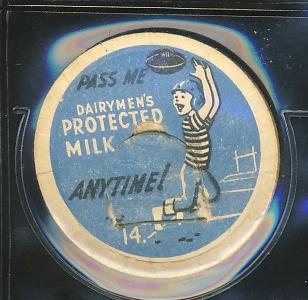 PASS ME
DAIRYMEN'S
PROTECTED
MILK
ANYTIME!
14.